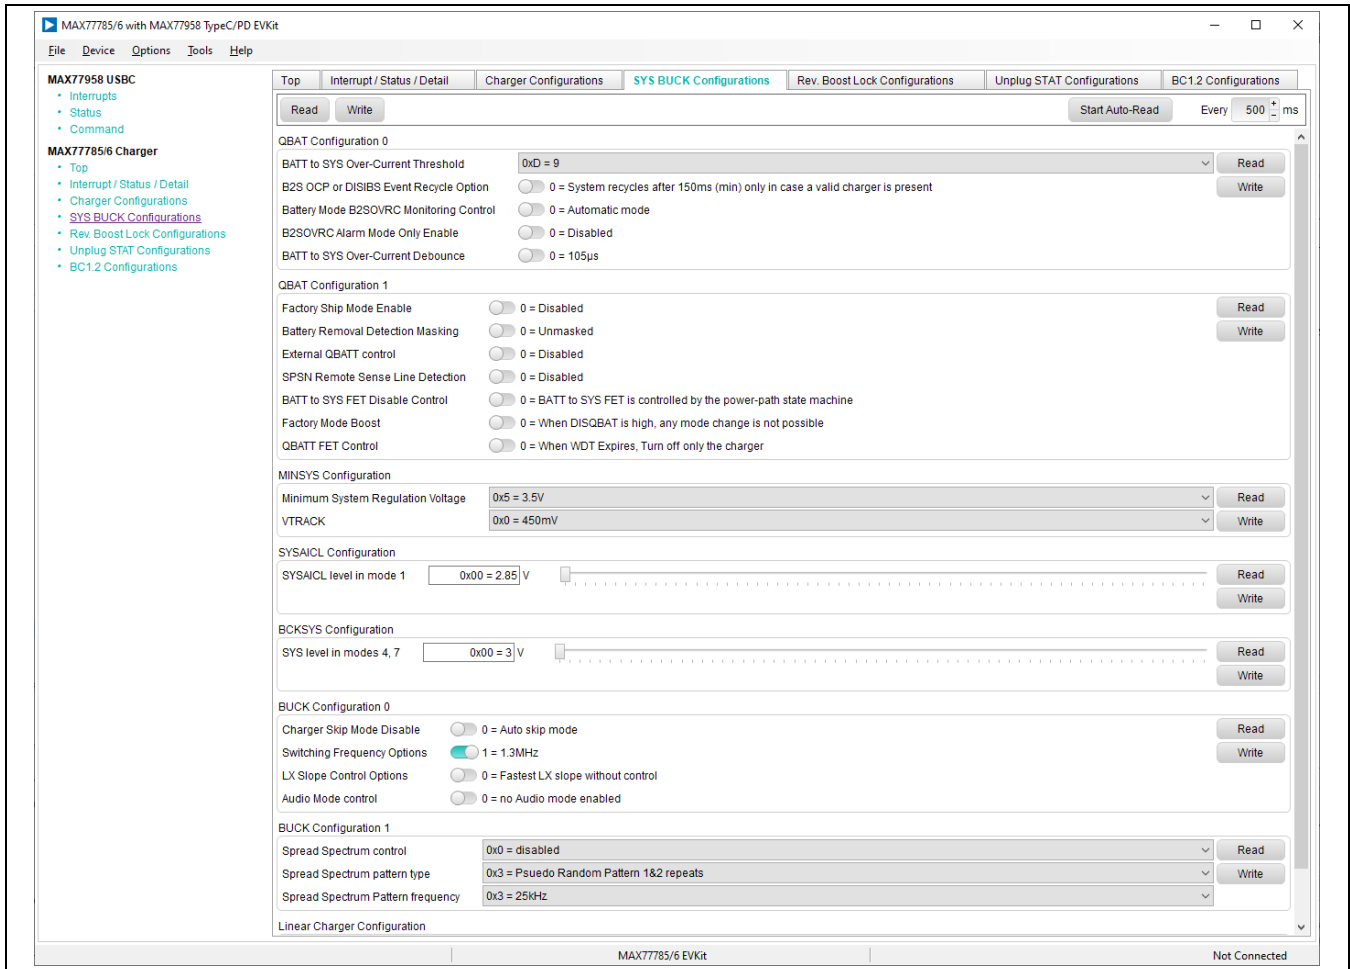 MAX77785/6 with MAX77958 TypeC/PD EVKit
File Device Options Tools Help
MAX77958 USBC
• Interrupts
• Status
• Command
MAX77785/6 Charger
• Top
• Interrupt / Status / Detail
• Charger Configurations
• SYS BUCK Configurations
• Rev. Boost Lock Configurations
• Unplug STAT Configurations
• BC1.2 Configurations
Top Interrupt / Status / Detail Charger Configurations SYS BUCK Configurations Rev. Boost Lock Configurations Unplug STAT Configurations BC1.2 Configurations
Read Write Start Auto-Read Every 500 ms
QBAT Configuration 0
BATT to SYS Over-Current Threshold 0xD = 9 Read
B2S OCP or DISIBS Event Recycle Option 0 = System recycles after 150ms (min) only in case a valid charger is present Write
Battery Mode B2SOVRC Monitoring Control 0 = Automatic mode
B2SOVRC Alarm Mode Only Enable 0 = Disabled
BATT to SYS Over-Current Debounce 0 = 105µs
QBAT Configuration 1
Factory Ship Mode Enable 0 = Disabled Read
Battery Removal Detection Masking 0 = Unmasked Write
External QBATT control 0 = Disabled
SPSN Remote Sense Line Detection 0 = Disabled
BATT to SYS FET Disable Control 0 = BATT to SYS FET is controlled by the power-path state machine
Factory Mode Boost 0 = When DISQBAT is high, any mode change is not possible
QBATT FET Control 0 = When WDT Expires, Turn off only the charger
MINSYS Configuration
Minimum System Regulation Voltage 0x5 = 3.5V Read
VTRACK 0x0 = 450mV Write
SYSAICL Configuration
SYSAICL level in mode 1 0x00 = 2.85 V Read
Write
BCKSYS Configuration
SYS level in modes 4, 7 0x00 = 3 V Read
Write
BUCK Configuration 0
Charger Skip Mode Disable 0 = Auto skip mode Read
Switching Frequency Options 1 = 1.3MHz Write
LX Slope Control Options 0 = Fastest LX slope without control
Audio Mode control 0 = no Audio mode enabled
BUCK Configuration 1
Spread Spectrum control 0x0 = disabled Read
Spread Spectrum pattern type 0x3 = Psuedo Random Pattern 1&2 repeats Write
Spread Spectrum Pattern frequency 0x3 = 25kHz
Linear Charger Configuration
MAX77785/6 EVKit Not Connected